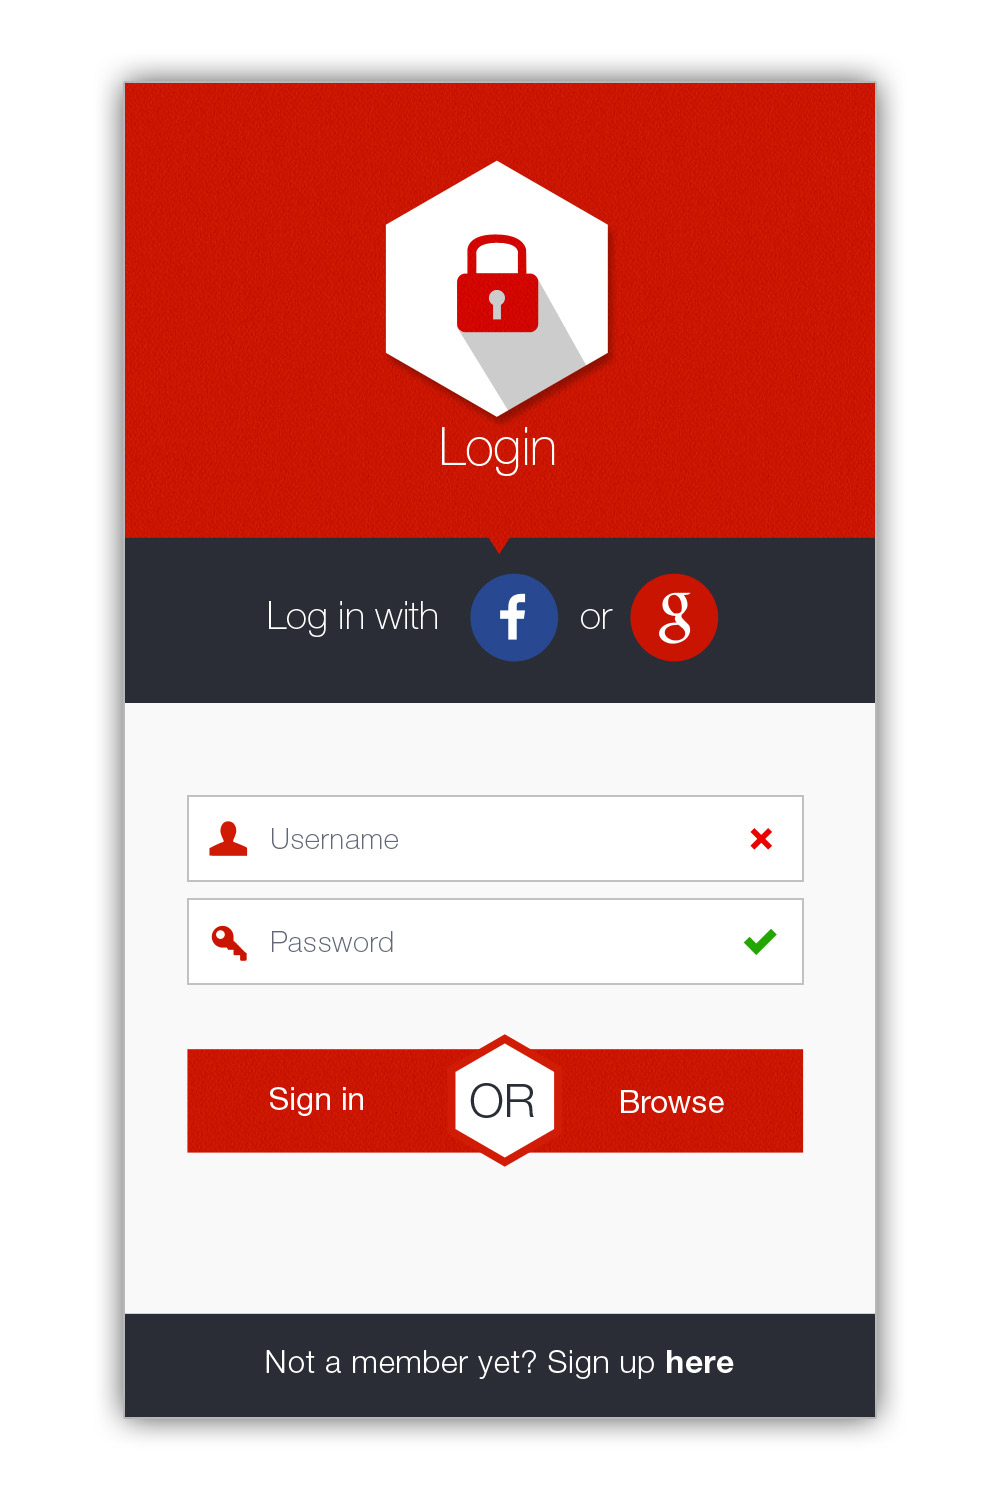 Login
Log in with f or g
Username
Password
Sign in OR Browse
Not a member yet? Sign up here